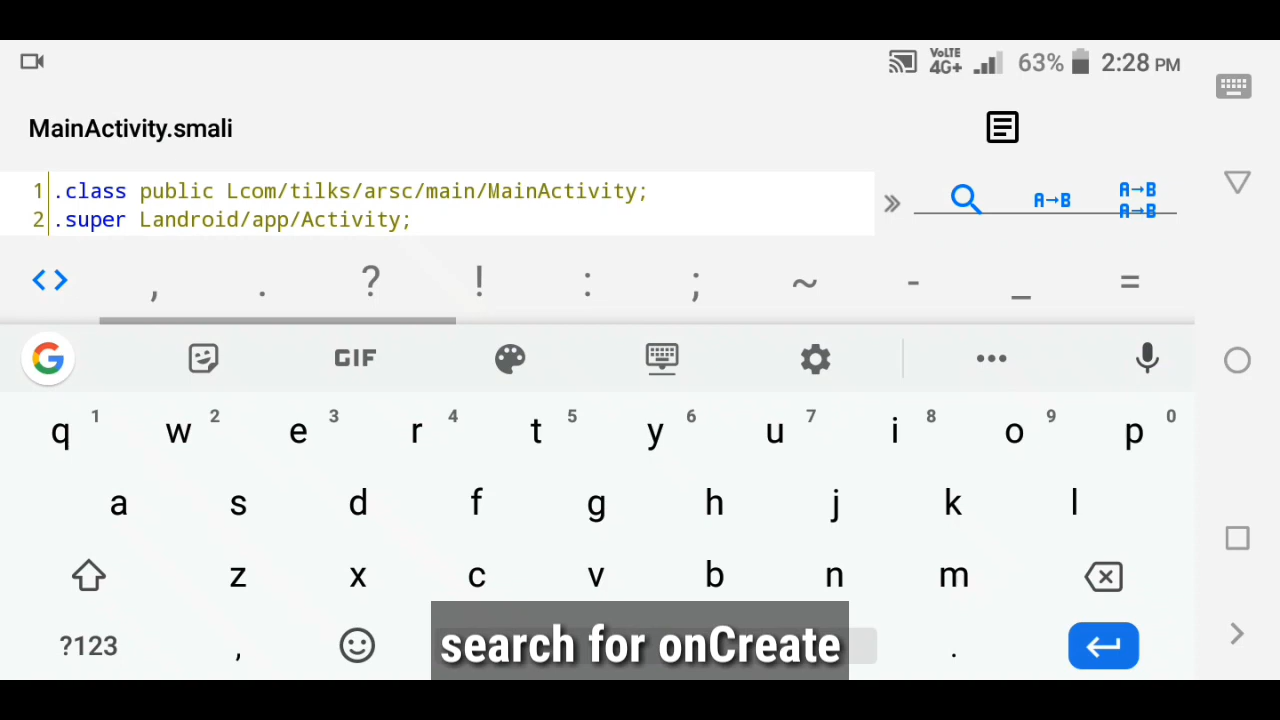 VoLTE
4G+ 63% 2:28 PM
MainActivity.smali
1 .class public Lcom/tilks/arsc/main/MainActivity;
2 .super Landroid/app/Activity;
A→B
A→B
A→B
, . ? ! : ; ~ - _ =
G GIF
q 1 w 2 e 3 r 4 t 5 y 6 u 7 i 8 o 9 p 0
a s d f g h j k l
z x c v b n m
?123 , .
search for onCreate